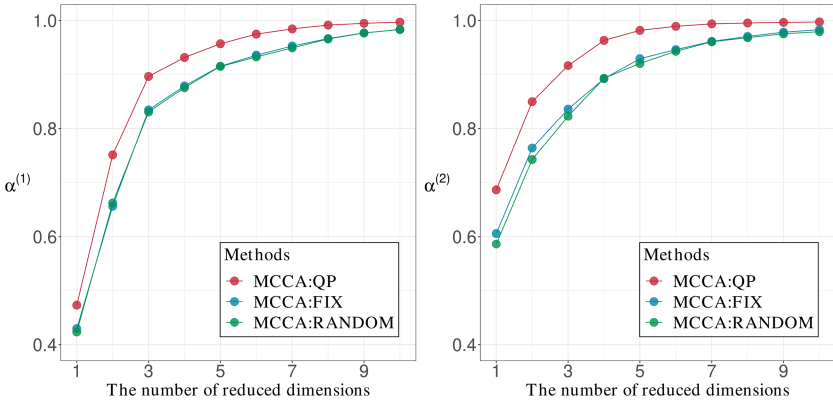 1.0
0.8
0.6
0.4
α(1)
Methods
MCCA:QP
MCCA:FIX
MCCA:RANDOM
1 3 5 7 9
The number of reduced dimensions
1.0
0.8
0.6
0.4
α(2)
Methods
MCCA:QP
MCCA:FIX
MCCA:RANDOM
1 3 5 7 9
The number of reduced dimensions